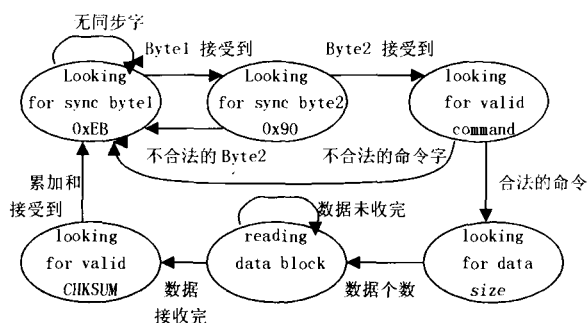 无同步字
Byte1 接受到
Byte2 接受到
Looking
for sync byte1
0xEB
Looking
for sync byte2
0x90
looking
for valid
command
不合法的 Byte2
不合法的命令字
累加和
接受到
合法的命令
数据未收完
looking
for valid
CHKSUM
reading
data block
looking
for data
size
数据
接收完
数据个数